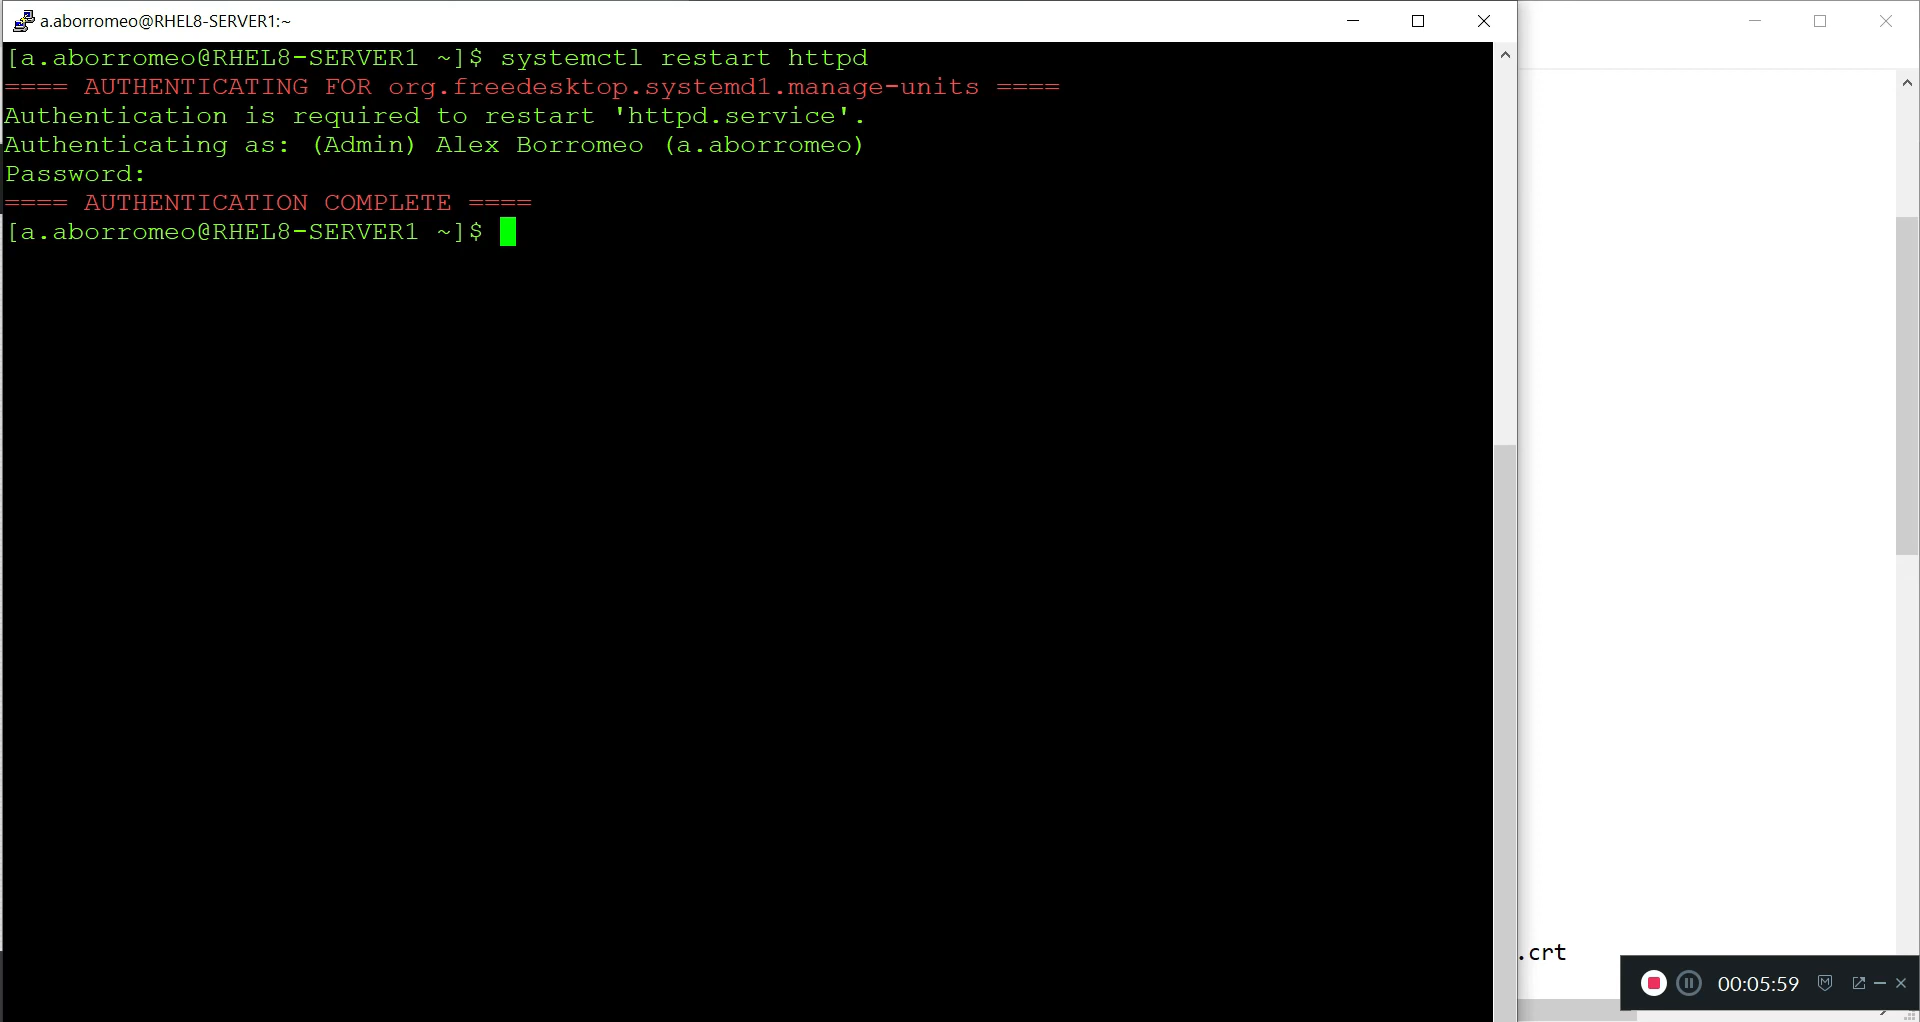 a.aborromeo@RHEL8-SERVER1:~
[a.aborromeo@RHEL8-SERVER1 ~]$ systemctl restart httpd
==== AUTHENTICATING FOR org.freedesktop.systemd1.manage-units ====
Authentication is required to restart 'httpd.service'.
Authenticating as: (Admin) Alex Borromeo (a.aborromeo)
Password:
==== AUTHENTICATION COMPLETE ====
[a.aborromeo@RHEL8-SERVER1 ~]$
.crt
00:05:59